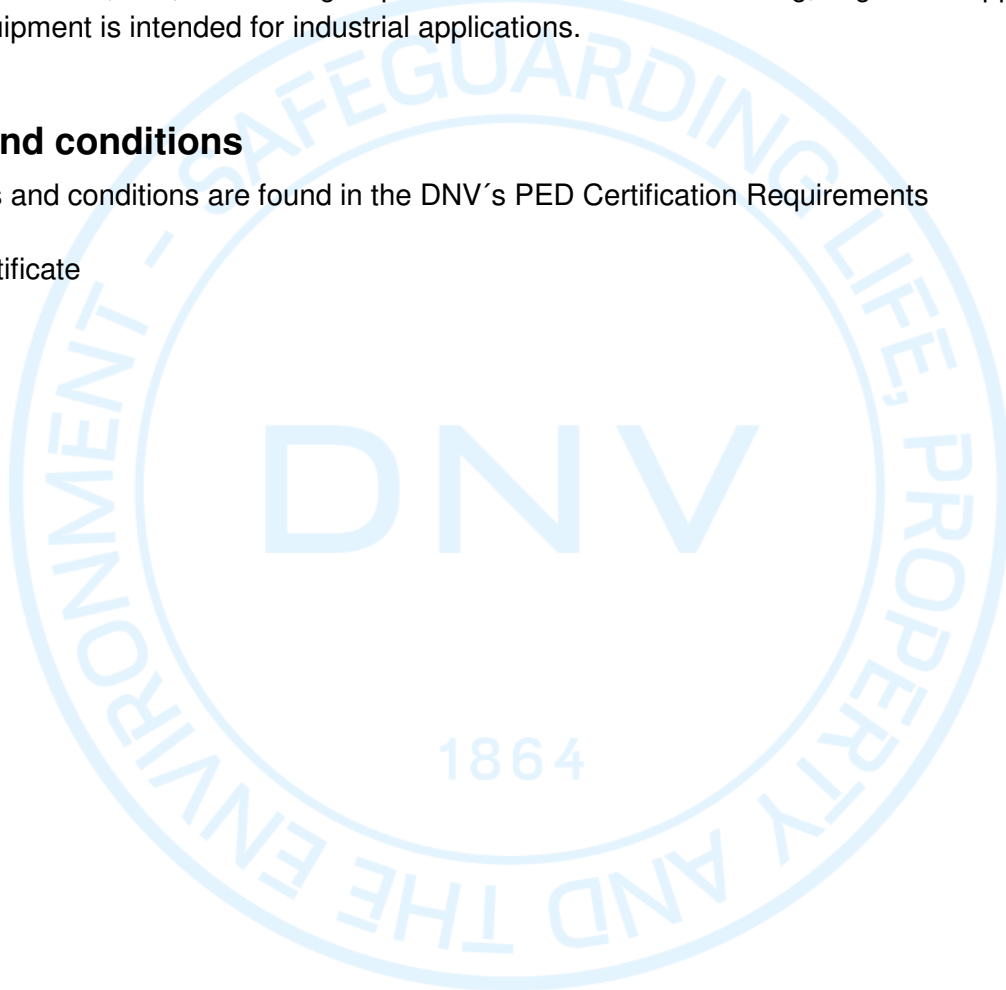 uipment is intended for industrial applications.
nd conditions
s and conditions are found in the DNV´s PED Certification Requirements
tificate
SAFEGUARDING LIFE, PROPERTY AND THE ENVIRONMENT -
DNV
1864